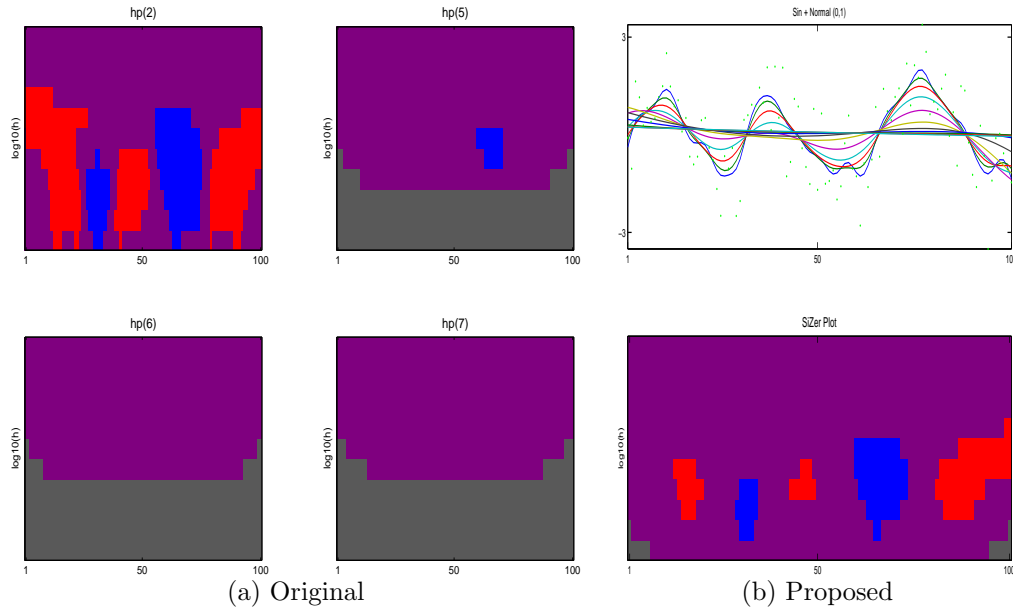 hp(2)
hp(5)
Sin + Normal (0,1)
log10(h)
log10(h)
3
-3
1
50
100
1
50
100
1
50
10
hp(6)
hp(7)
SiZer Plot
log10(h)
log10(h)
log10(h)
1
50
100
1
50
100
1
50
100
(a) Original
(b) Proposed